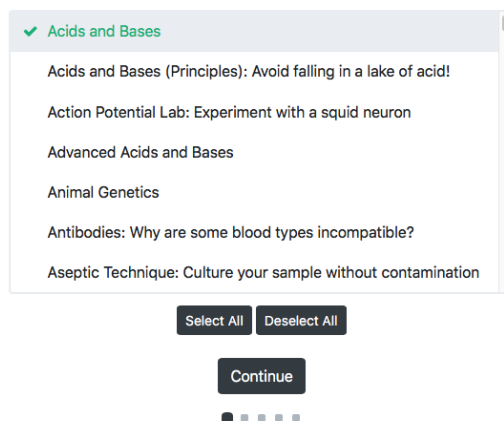 Acids and Bases
Acids and Bases (Principles): Avoid falling in a lake of acid!
Action Potential Lab: Experiment with a squid neuron
Advanced Acids and Bases
Animal Genetics
Antibodies: Why are some blood types incompatible?
Aseptic Technique: Culture your sample without contamination
Select All Deselect All
Continue